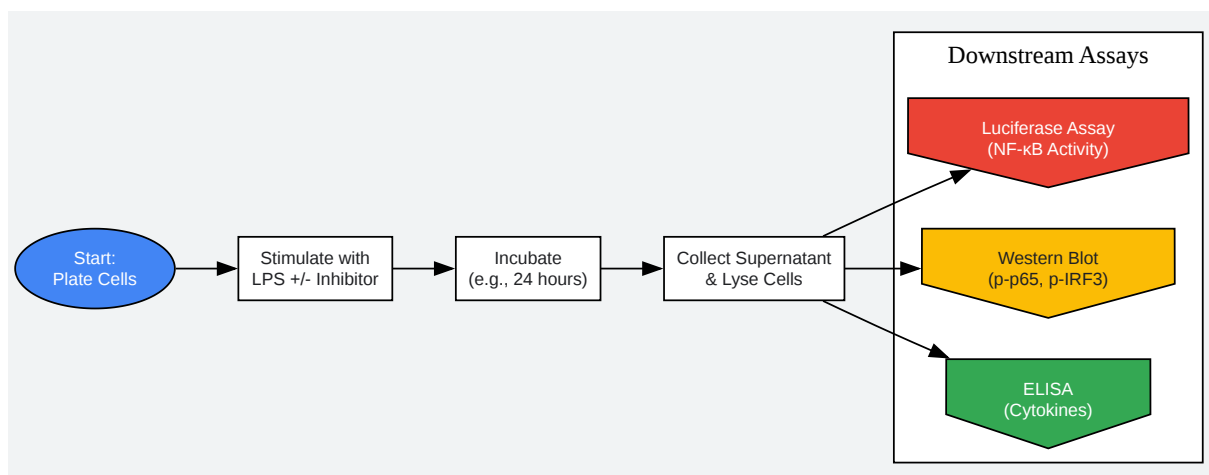 Start:
Plate Cells
Stimulate with
LPS +/- Inhibitor
Incubate
(e.g., 24 hours)
Collect Supernatant
& Lyse Cells
Downstream Assays
Luciferase Assay
(NF-κB Activity)
Western Blot
(p-p65, p-IRF3)
ELISA
(Cytokines)